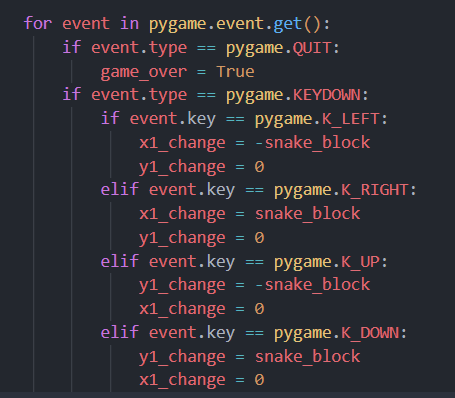 for event in pygame.event.get():
    if event.type == pygame.QUIT:
        game_over = True
    if event.type == pygame.KEYDOWN:
        if event.key == pygame.K_LEFT:
            x1_change = -snake_block
            y1_change = 0
        elif event.key == pygame.K_RIGHT:
            x1_change = snake_block
            y1_change = 0
        elif event.key == pygame.K_UP:
            y1_change = -snake_block
            x1_change = 0
        elif event.key == pygame.K_DOWN:
            y1_change = snake_block
            x1_change = 0